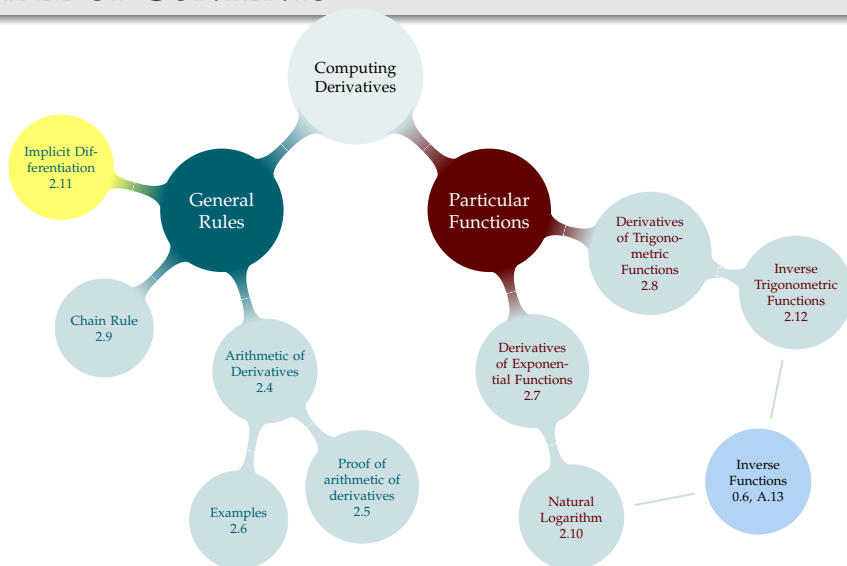 Computing
Derivatives
Implicit Dif-
ferentiation
2.11
General
Rules
Particular
Functions
Derivatives
of Trigono-
metric
Functions
2.8
Inverse
Trigonometric
Functions
2.12
Chain Rule
2.9
Arithmetic of
Derivatives
2.4
Derivatives
of Exponen-
tial Functions
2.7
Proof of
arithmetic of
derivatives
2.5
Examples
2.6
Natural
Logarithm
2.10
Inverse
Functions
0.6, A.13